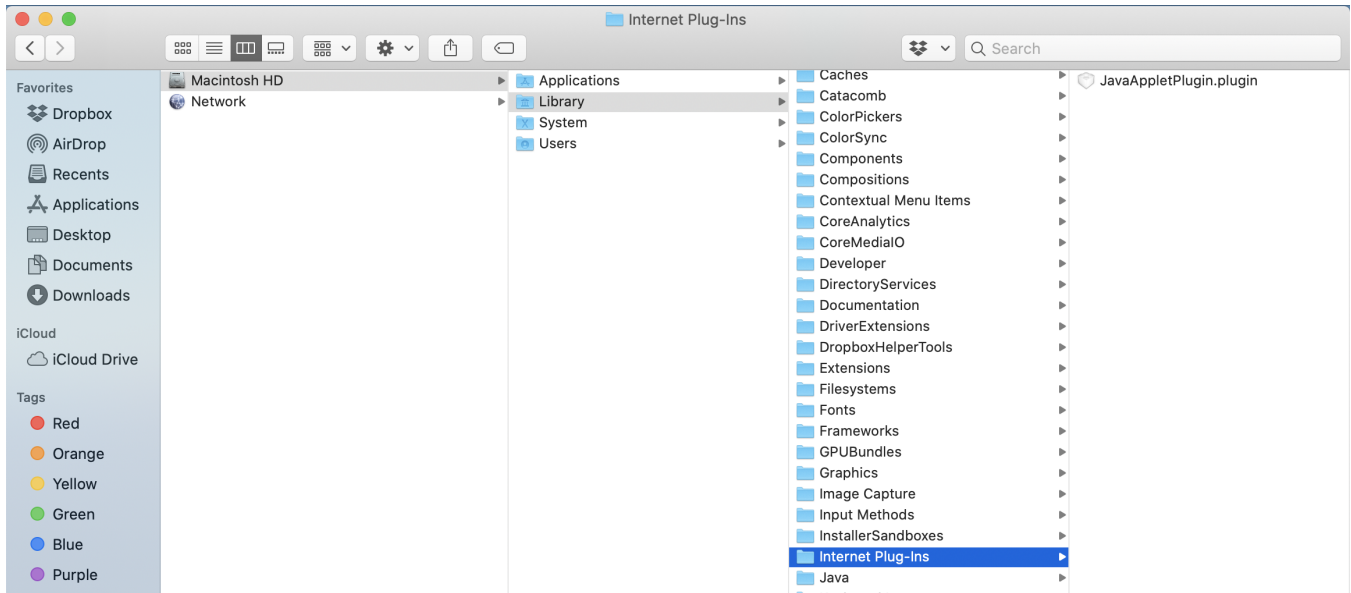 Internet Plug-Ins
Search
Favorites
Dropbox
AirDrop
Recents
Applications
Desktop
Documents
Downloads
iCloud
iCloud Drive
Tags
Red
Orange
Yellow
Green
Blue
Purple
Macintosh HD
Network
Applications
Library
System
Users
Caches
Catacomb
ColorPickers
ColorSync
Components
Compositions
Contextual Menu Items
CoreAnalytics
CoreMediaIO
Developer
DirectoryServices
Documentation
DriverExtensions
DropboxHelperTools
Extensions
Filesystems
Fonts
Frameworks
GPUBundles
Graphics
Image Capture
Input Methods
InstallerSandboxes
Internet Plug-Ins
Java
JavaAppletPlugin.plugin